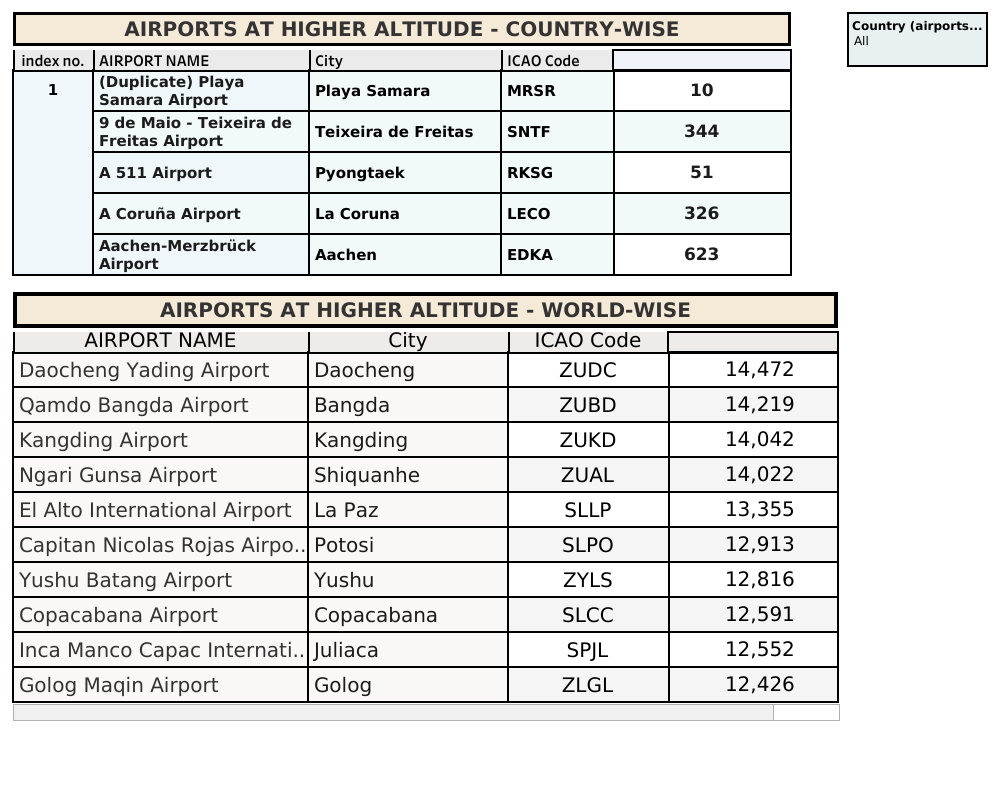 AIRPORTS AT HIGHER ALTITUDE - COUNTRY-WISE
Country (airports...
All
index no. AIRPORT NAME City ICAO Code
1 (Duplicate) Playa Samara Airport Playa Samara MRSR 10
9 de Maio - Teixeira de Freitas Airport Teixeira de Freitas SNTF 344
A 511 Airport Pyongtaek RKSG 51
A Coruña Airport La Coruna LECO 326
Aachen-Merzbrück Airport Aachen EDKA 623
AIRPORTS AT HIGHER ALTITUDE - WORLD-WISE
AIRPORT NAME City ICAO Code
Daocheng Yading Airport Daocheng ZUDC 14,472
Qamdo Bangda Airport Bangda ZUBD 14,219
Kangding Airport Kangding ZUKD 14,042
Ngari Gunsa Airport Shiquanhe ZUAL 14,022
El Alto International Airport La Paz SLLP 13,355
Capitan Nicolas Rojas Airpo.. Potosi SLPO 12,913
Yushu Batang Airport Yushu ZYLS 12,816
Copacabana Airport Copacabana SLCC 12,591
Inca Manco Capac Internati.. Juliaca SPJL 12,552
Golog Maqin Airport Golog ZLGL 12,426